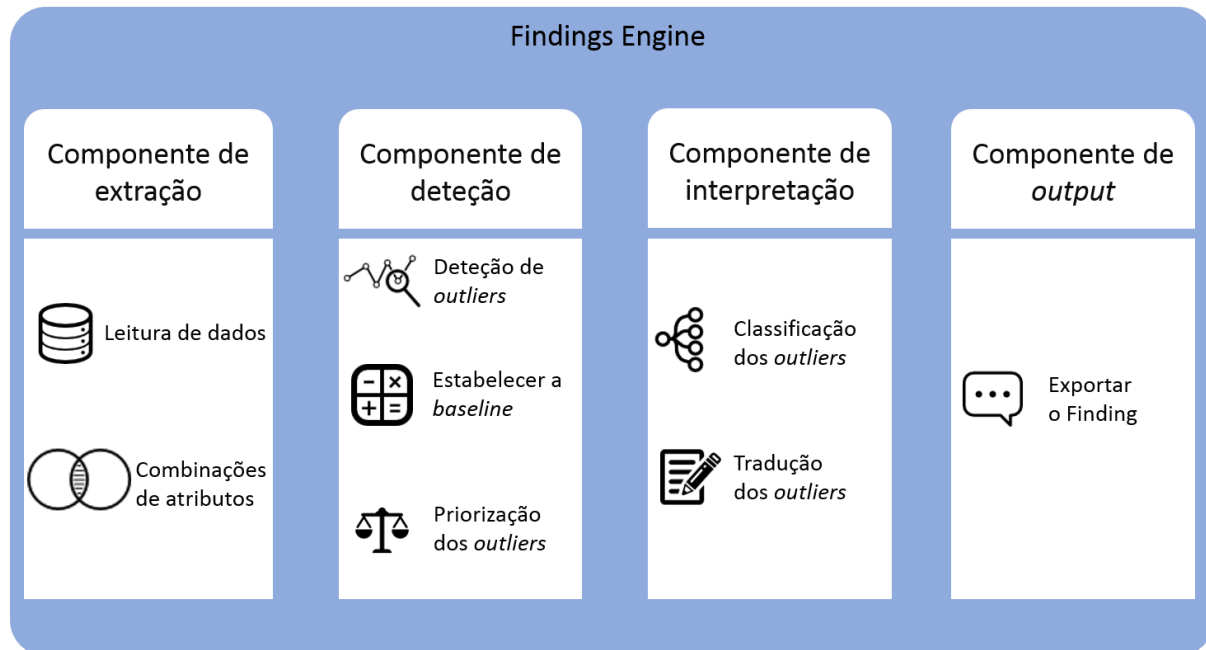 Findings Engine
Componente de
extração
Leitura de dados
Combinações
de atributos
Componente de
deteção
Deteção de
outliers
Estabelecer a
baseline
Priorização
dos outliers
Componente de
interpretação
Classificação
dos outliers
Tradução
dos outliers
Componente de
output
Exportar
o Finding